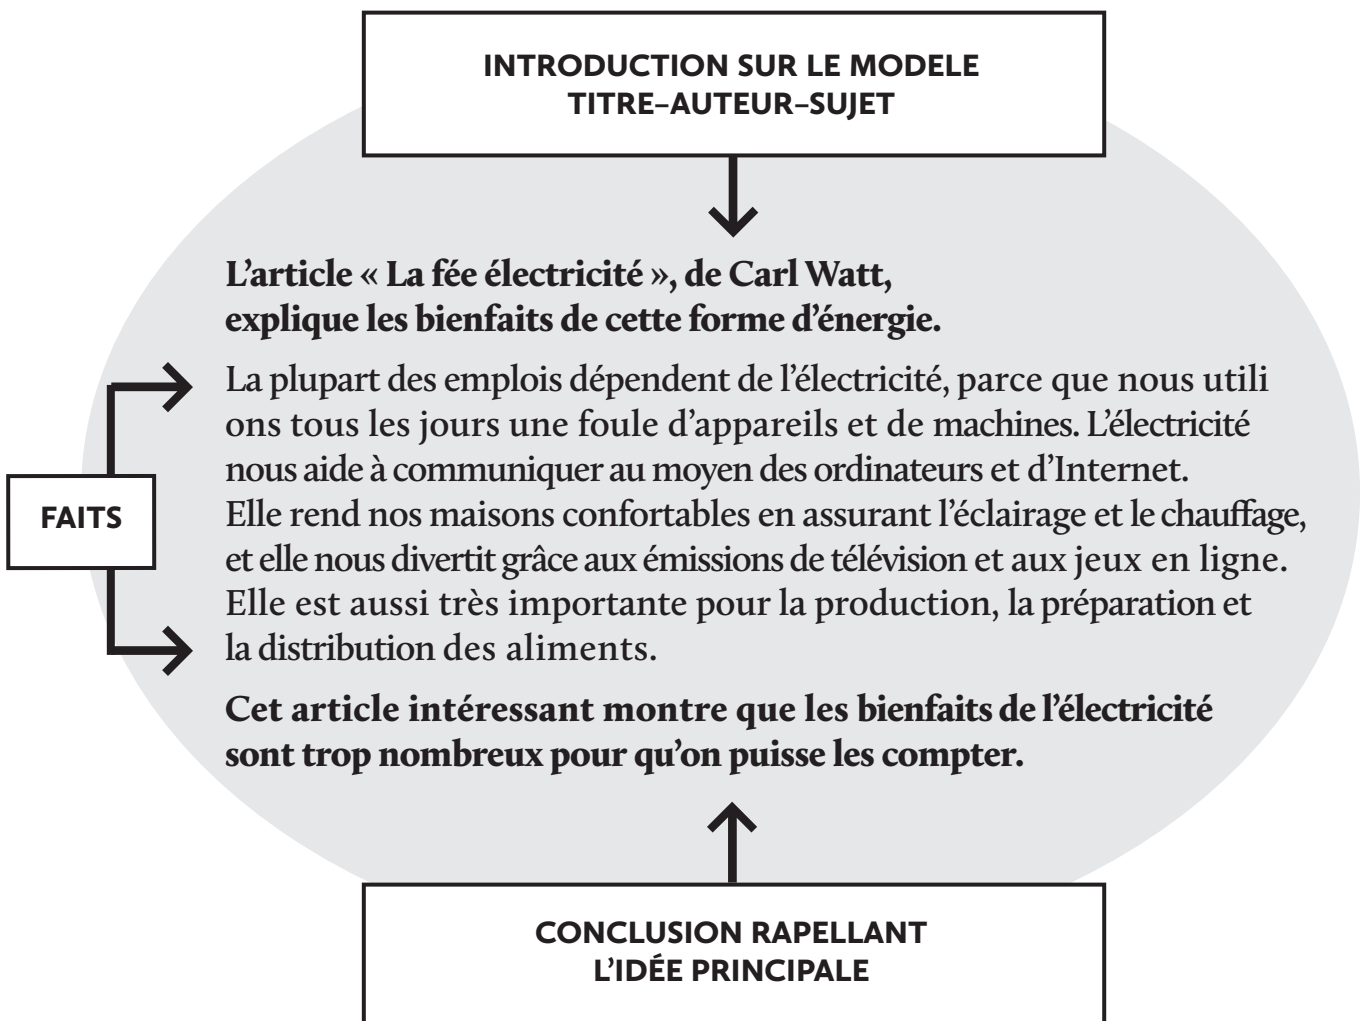 INTRODUCTION SUR LE MODELE
TITRE–AUTEUR–SUJET
L’article « La fée électricité », de Carl Watt,
explique les bienfaits de cette forme d’énergie.
La plupart des emplois dépendent de l’électricité, parce que nous utili
ons tous les jours une foule d’appareils et de machines. L’électricité
nous aide à communiquer au moyen des ordinateurs et d’Internet.
FAITS
Elle rend nos maisons confortables en assurant l’éclairage et le chauffage,
et elle nous divertit grâce aux émissions de télévision et aux jeux en ligne.
Elle est aussi très importante pour la production, la préparation et
la distribution des aliments.
Cet article intéressant montre que les bienfaits de l’électricité
sont trop nombreux pour qu’on puisse les compter.
CONCLUSION RAPELLANT
L’IDÉE PRINCIPALE